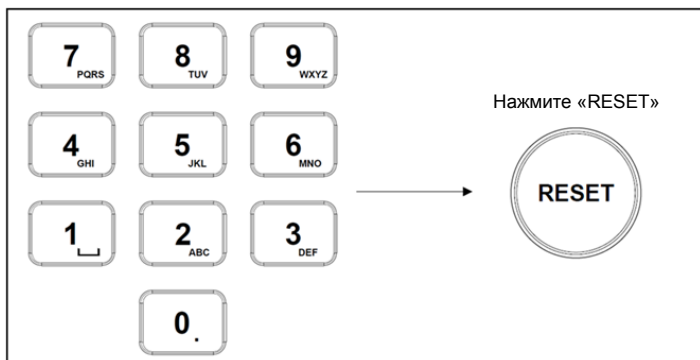 7 PQRS 8 TUV 9 WXYZ
Нажмите «RESET»
4 GHI 5 JKL 6 MNO
RESET
1 2 ABC 3 DEF
0 .